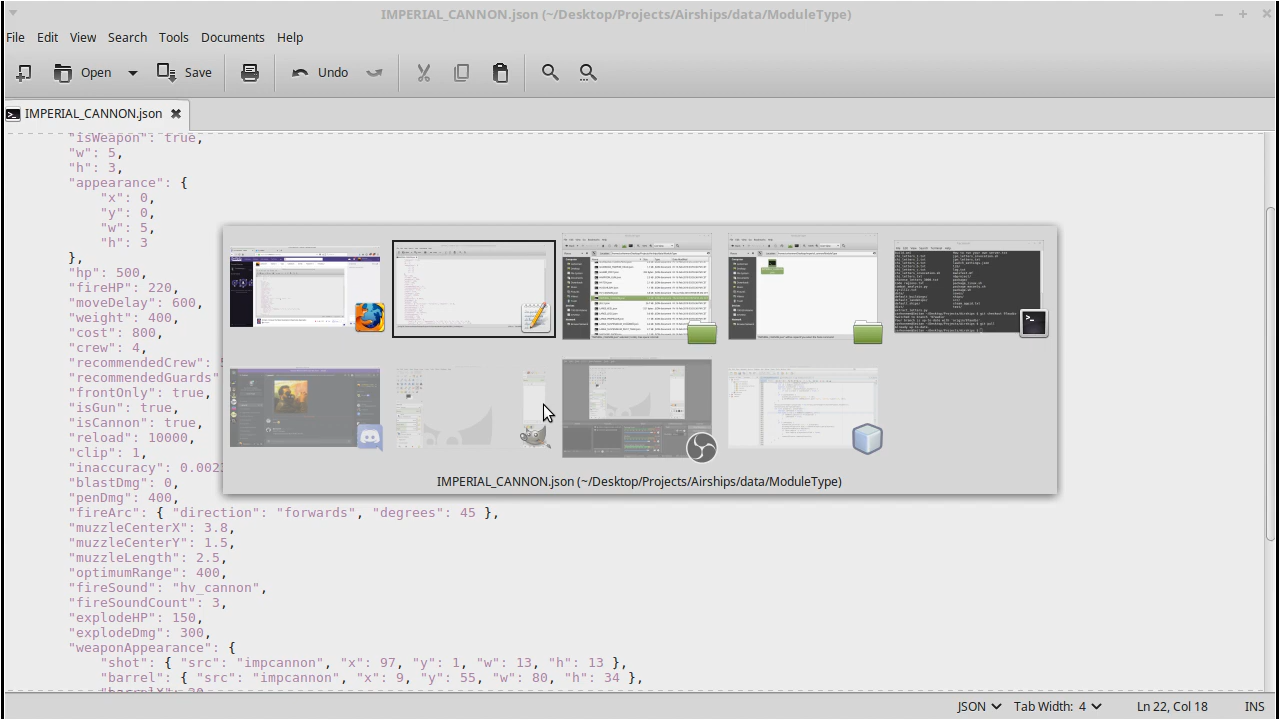 IMPERIAL_CANNON.json (~/Desktop/Projects/Airships/data/ModuleType)
File Edit View Search Tools Documents Help
Open Save Undo
IMPERIAL_CANNON.json
"isWeapon": true,
"w": 5,
"h": 3,
"appearance": {
"x": 0,
"y": 0,
"w": 5,
"h": 3
},
"hp": 500,
"fireHP": 220,
"moveDelay": 600,
"weight": 400,
"cost": 800,
"crew": 4,
"recommendedCrew":
"recommendedGuards"
"frontOnly": true,
"isGun": true,
"isCannon": true,
"reload": 10000,
"clip": 1,
"inaccuracy": 0.002
"blastDmg": 0,
"penDmg": 400,
"fireArc": { "direction": "forwards", "degrees": 45 },
"muzzleCenterX": 3.8,
"muzzleCenterY": 1.5,
"muzzleLength": 2.5,
"optimumRange": 400,
"fireSound": "hv_cannon",
"fireSoundCount": 3,
"explodeHP": 150,
"explodeDmg": 300,
"weaponAppearance": {
"shot": { "src": "impcannon", "x": 97, "y": 1, "w": 13, "h": 13 },
"barrel": { "src": "impcannon", "x": 9, "y": 55, "w": 80, "h": 34 },
IMPERIAL_CANNON.json (~/Desktop/Projects/Airships/data/ModuleType)
JSON Tab Width: 4 Ln 22, Col 18 INS